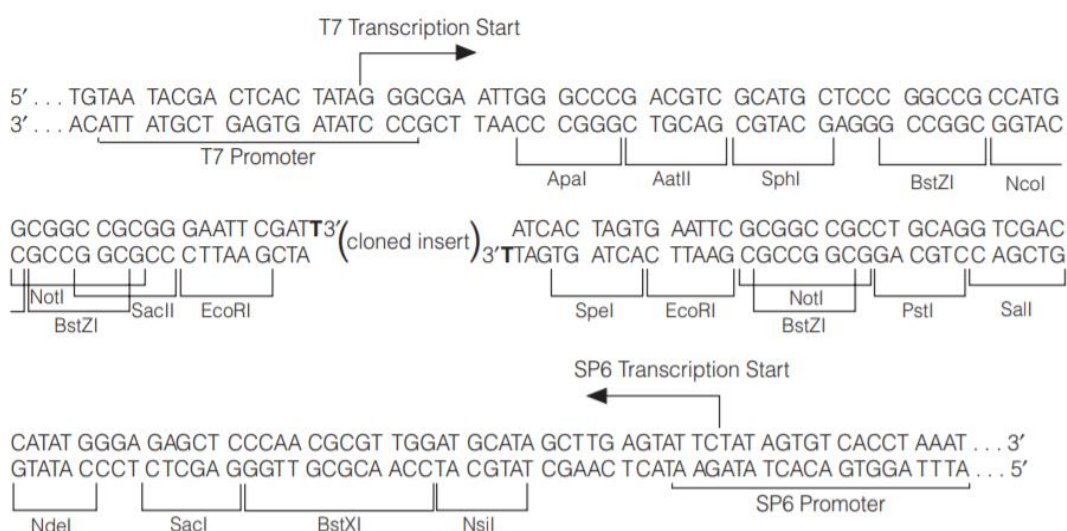 T7 Transcription Start
5′ . . . TGTAA TACGA CTCAC TATAG GGCGA ATTGG GCCCG ACGTC GCATG CTCCC GGCCG CCATG
3′ . . . ACATT ATGCT GAGTG ATATC CCGCT TAACC CGGGC TGCAG CGTAC GAGGG CCGGC GGTAC
T7 Promoter
ApaI AatII SphI BstZI NcoI
GCGGC CGCGG GAATT CGATT3′ (cloned insert) ATCAC TAGTG AATTC GCGGC CGCCT GCAGG TCGAC
CGCCG GCGCC CTTAA GCTA 3′TTAGTG ATCAC TTAAG CGCCG GCGGA CGTCC AGCTG
NotI SacII EcoRI SpeI EcoRI NotI PstI SalI
BstZI BstZI
SP6 Transcription Start
CATAT GGGA GAGCT CCCAA CGCGT TGGAT GCATA GCTTG AGTAT TCTAT AGTGT CACCT AAAT . . . 3′
GTATA CCCT CTCGAG GGTT GCGCA ACCTA CGTAT CGAAC TCATA AGATA TCACA GTGGA TTTA . . . 5′
SP6 Promoter
NdeI SacI BstXI NsiI